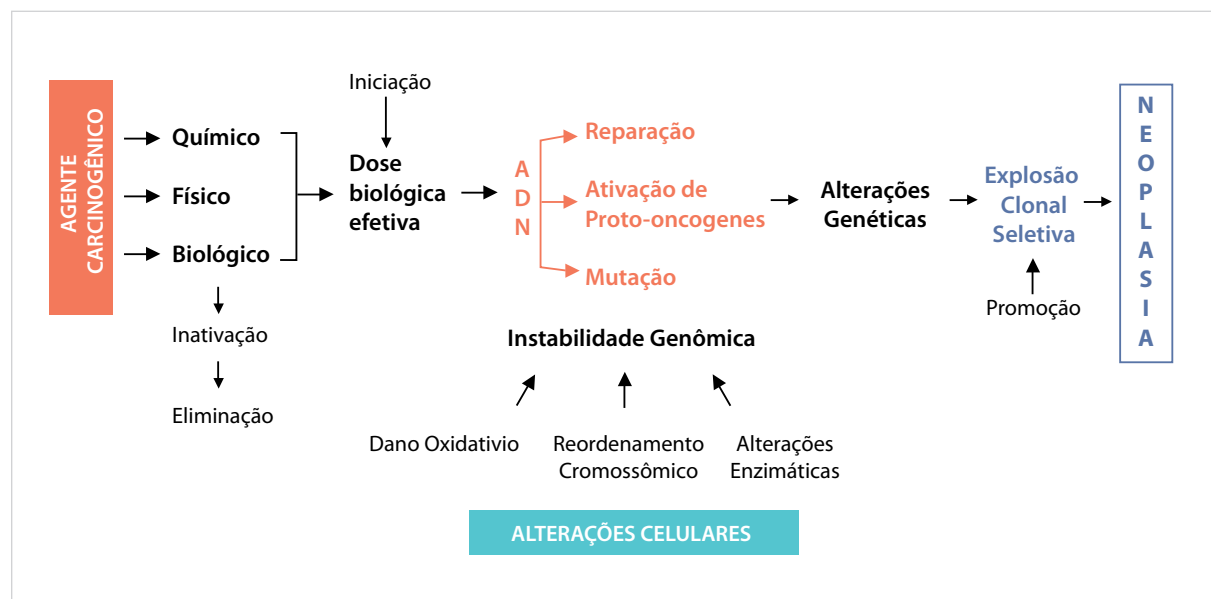 AGENTE
CARCINOGÊNICO
Químico
Físico
Biológico
Inativação
Eliminação
Iniciação
Dose
biológica
efetiva
A
D
N
Reparação
Ativação de
Proto-oncogenes
Mutação
Alterações
Genéticas
Explosão
Clonal
Seletiva
Promoção
N
E
O
P
L
A
S
I
A
Instabilidade Genômica
Dano Oxidativio
Reordenamento
Cromossômico
Alterações
Enzimáticas
ALTERAÇÕES CELULARES